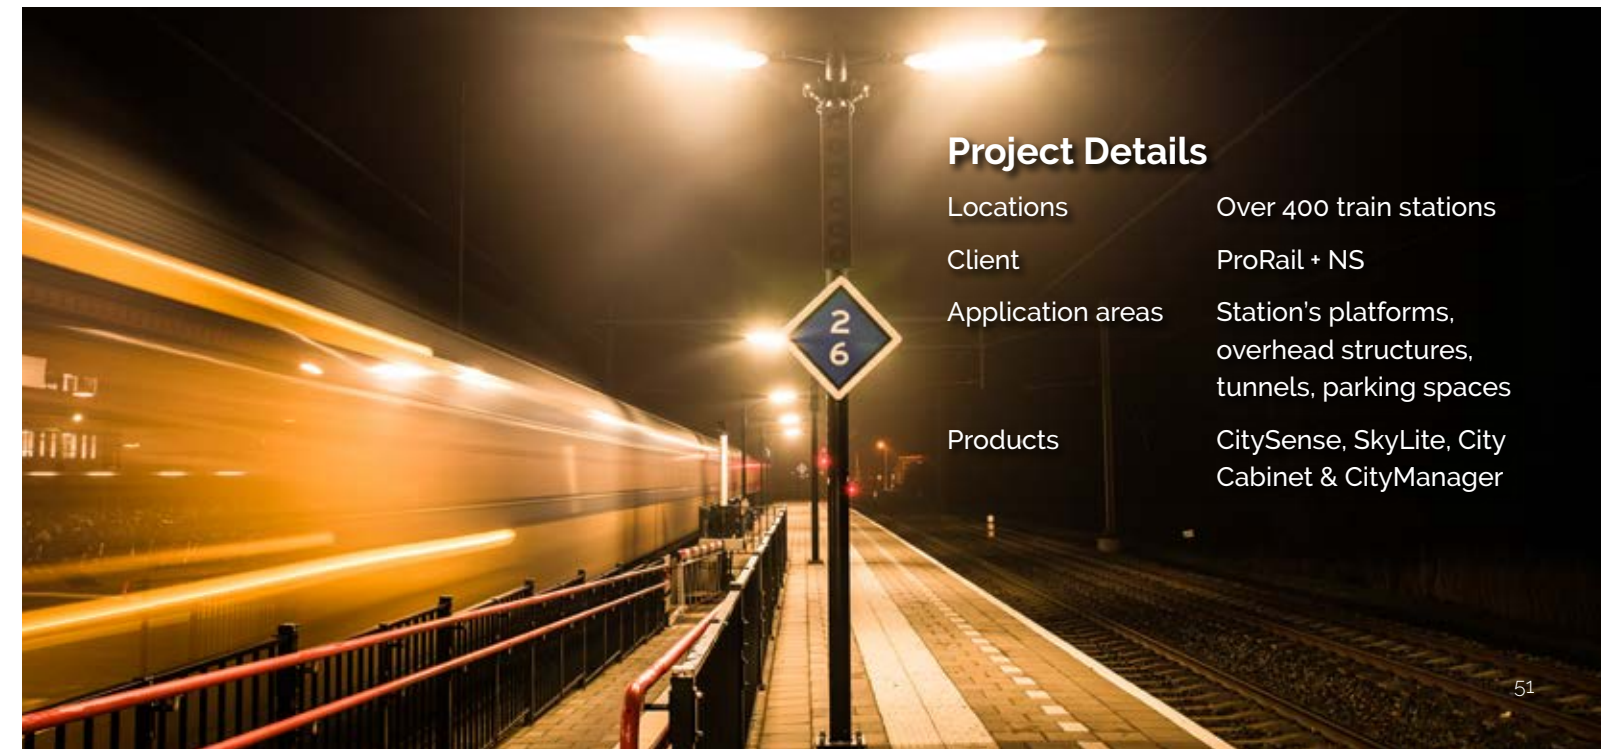 Project Details
Locations Over 400 train stations
Client ProRail + NS
Application areas Station's platforms,
overhead structures,
tunnels, parking spaces
Products CitySense, SkyLite, City
Cabinet & CityManager
2
6
51